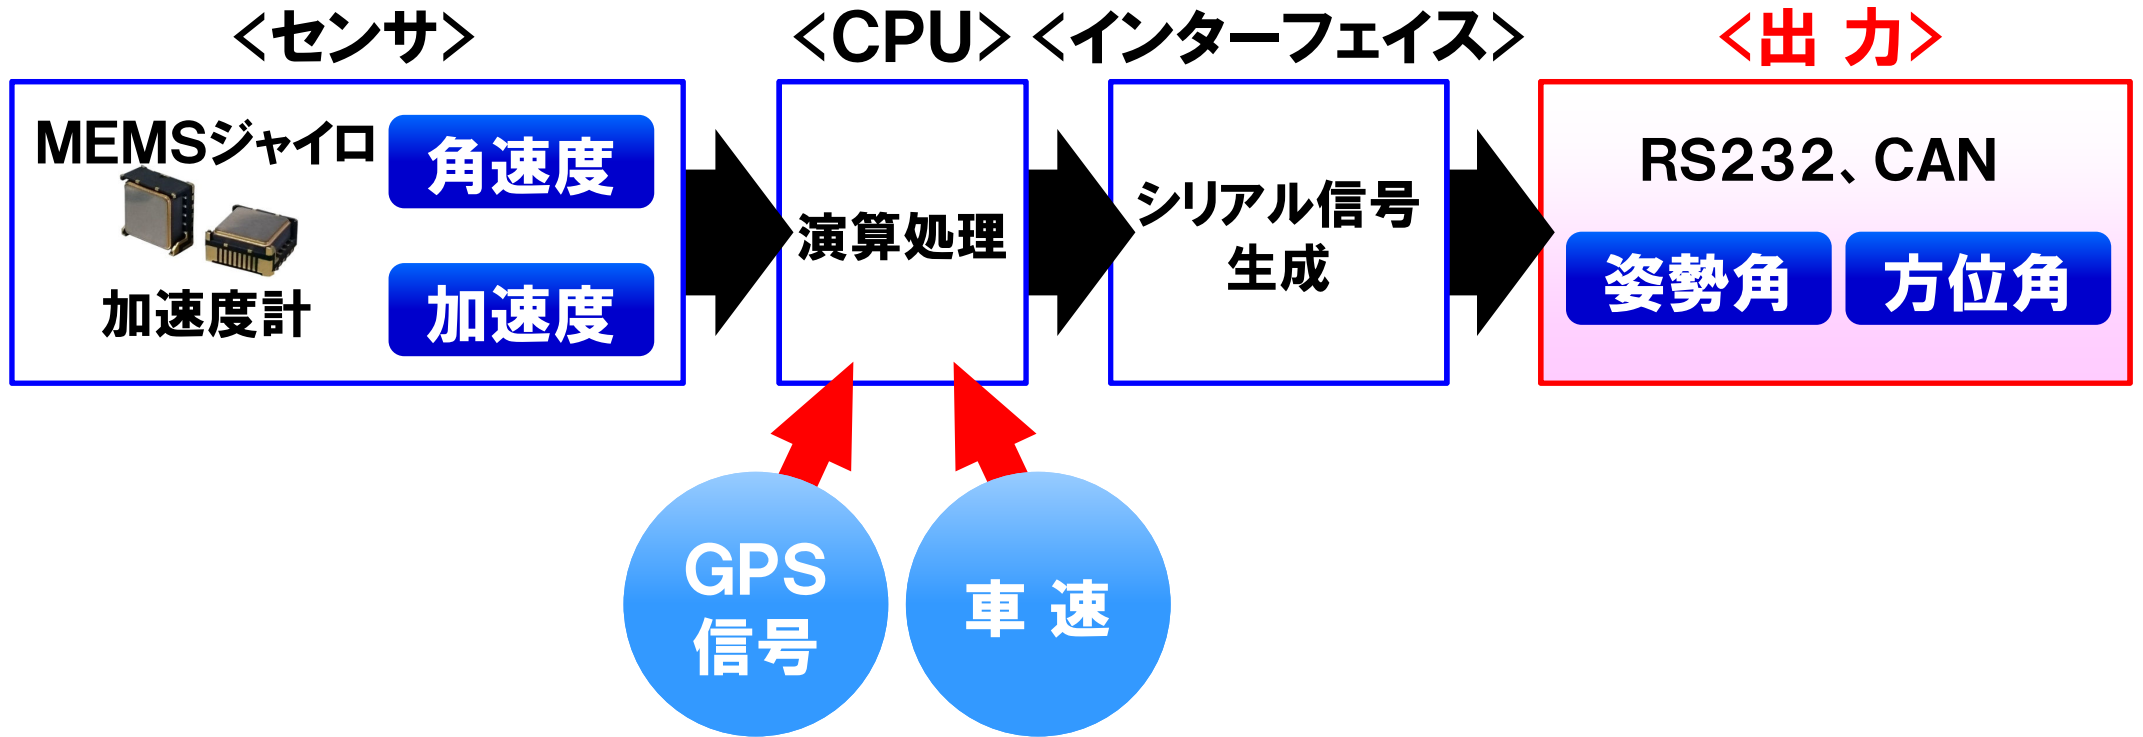 <センサ>
MEMSジャイロ
角速度
加速度計
加速度
<CPU>
演算処理
<インターフェイス>
シリアル信号
生成
<出 力>
RS232、CAN
姿勢角
方位角
GPS
信号
車 速